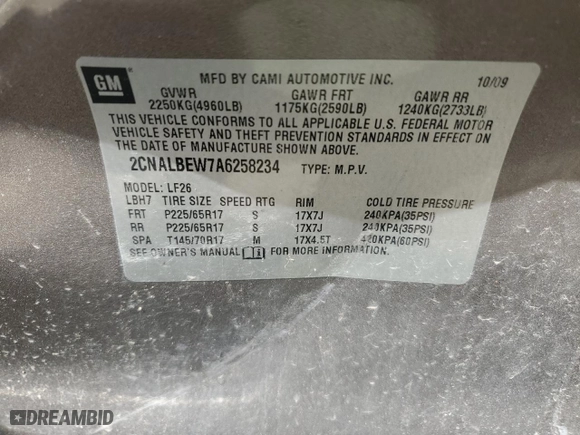 GM
MFD BY CAMI AUTOMOTIVE INC. 10/09
GVWR GAWR FRT GAWR RR
2250KG(4960LB) 1175KG(2590LB) 1240KG(2733LB)
THIS VEHICLE CONFORMS TO ALL APPLICABLE U.S. FEDERAL MOTOR
VEHICLE SAFETY AND THEFT PREVENTION STANDARDS IN EFFECT ON
THE DATE OF MANUFACTURE SHOWN ABOVE.
2CNALBEW7A6258234 TYPE: M.P.V.
MODEL: LF26
LBH7 TIRE SIZE SPEED RTG RIM COLD TIRE PRESSURE
FRT P225/65R17 S 17X7J 240KPA(35PSI)
RR P225/65R17 S 17X7J 240KPA(35PSI)
SPA T145/70R17 M 17X4.5T 420KPA(60PSI)
SEE OWNER'S MANUAL FOR MORE INFORMATION.
DREAMBID